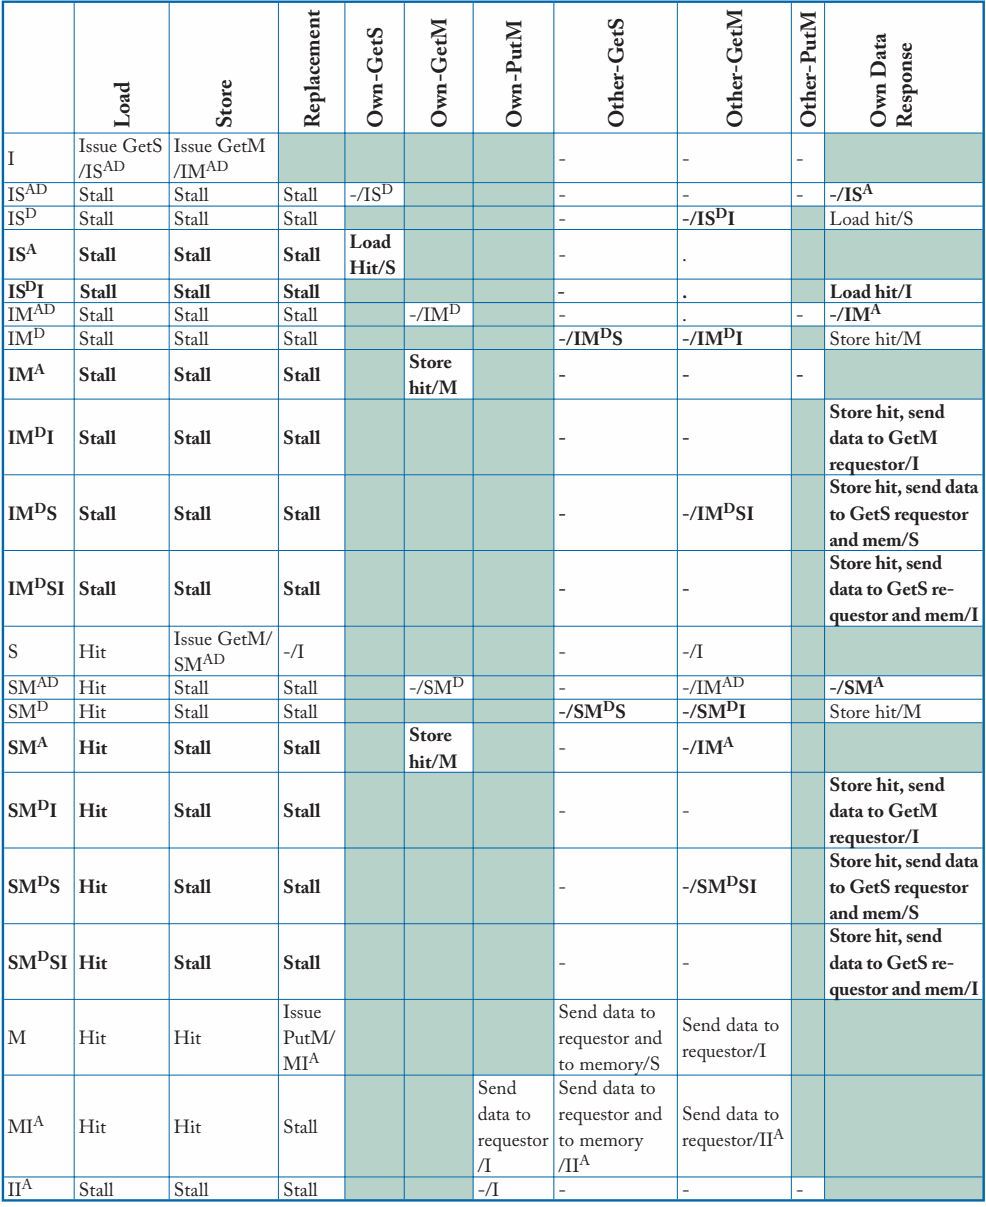 Load Store Replacement Own-GetS Own-GetM Own-PutM Other-GetS Other-GetM Other-PutM Own Data Response
I Issue GetS /IS^AD Issue GetM /IM^AD - - -
IS^AD Stall Stall Stall -/IS^D - - - -/IS^A
IS^D Stall Stall Stall - -/IS^DI Load hit/S
IS^A Stall Stall Stall Load Hit/S - .
IS^DI Stall Stall Stall - . Load hit/I
IM^AD Stall Stall Stall -/IM^D - . - -/IM^A
IM^D Stall Stall Stall -/IM^DS -/IM^DI Store hit/M
IM^A Stall Stall Stall Store hit/M - - -
IM^DI Stall Stall Stall - - Store hit, send data to GetM requestor/I
IM^DS Stall Stall Stall - -/IM^DSI Store hit, send data to GetS requestor and mem/S
IM^DSI Stall Stall Stall - - Store hit, send data to GetS re-questor and mem/I
S Hit Issue GetM/ SM^AD -/I - -/I
SM^AD Hit Stall Stall -/SM^D - -/IM^AD -/SM^A
SM^D Hit Stall Stall -/SM^DS -/SM^DI Store hit/M
SM^A Hit Stall Stall Store hit/M - -/IM^A
SM^DI Hit Stall Stall - - Store hit, send data to GetM requestor/I
SM^DS Hit Stall Stall - -/SM^DSI Store hit, send data to GetS requestor and mem/S
SM^DSI Hit Stall Stall - - Store hit, send data to GetS re-questor and mem/I
M Hit Hit Issue PutM/ MI^A Send data to requestor and to memory/S Send data to requestor/I
MI^A Hit Hit Stall Send data to requestor /I Send data to requestor and to memory /II^A Send data to requestor/II^A
II^A Stall Stall Stall -/I - - -